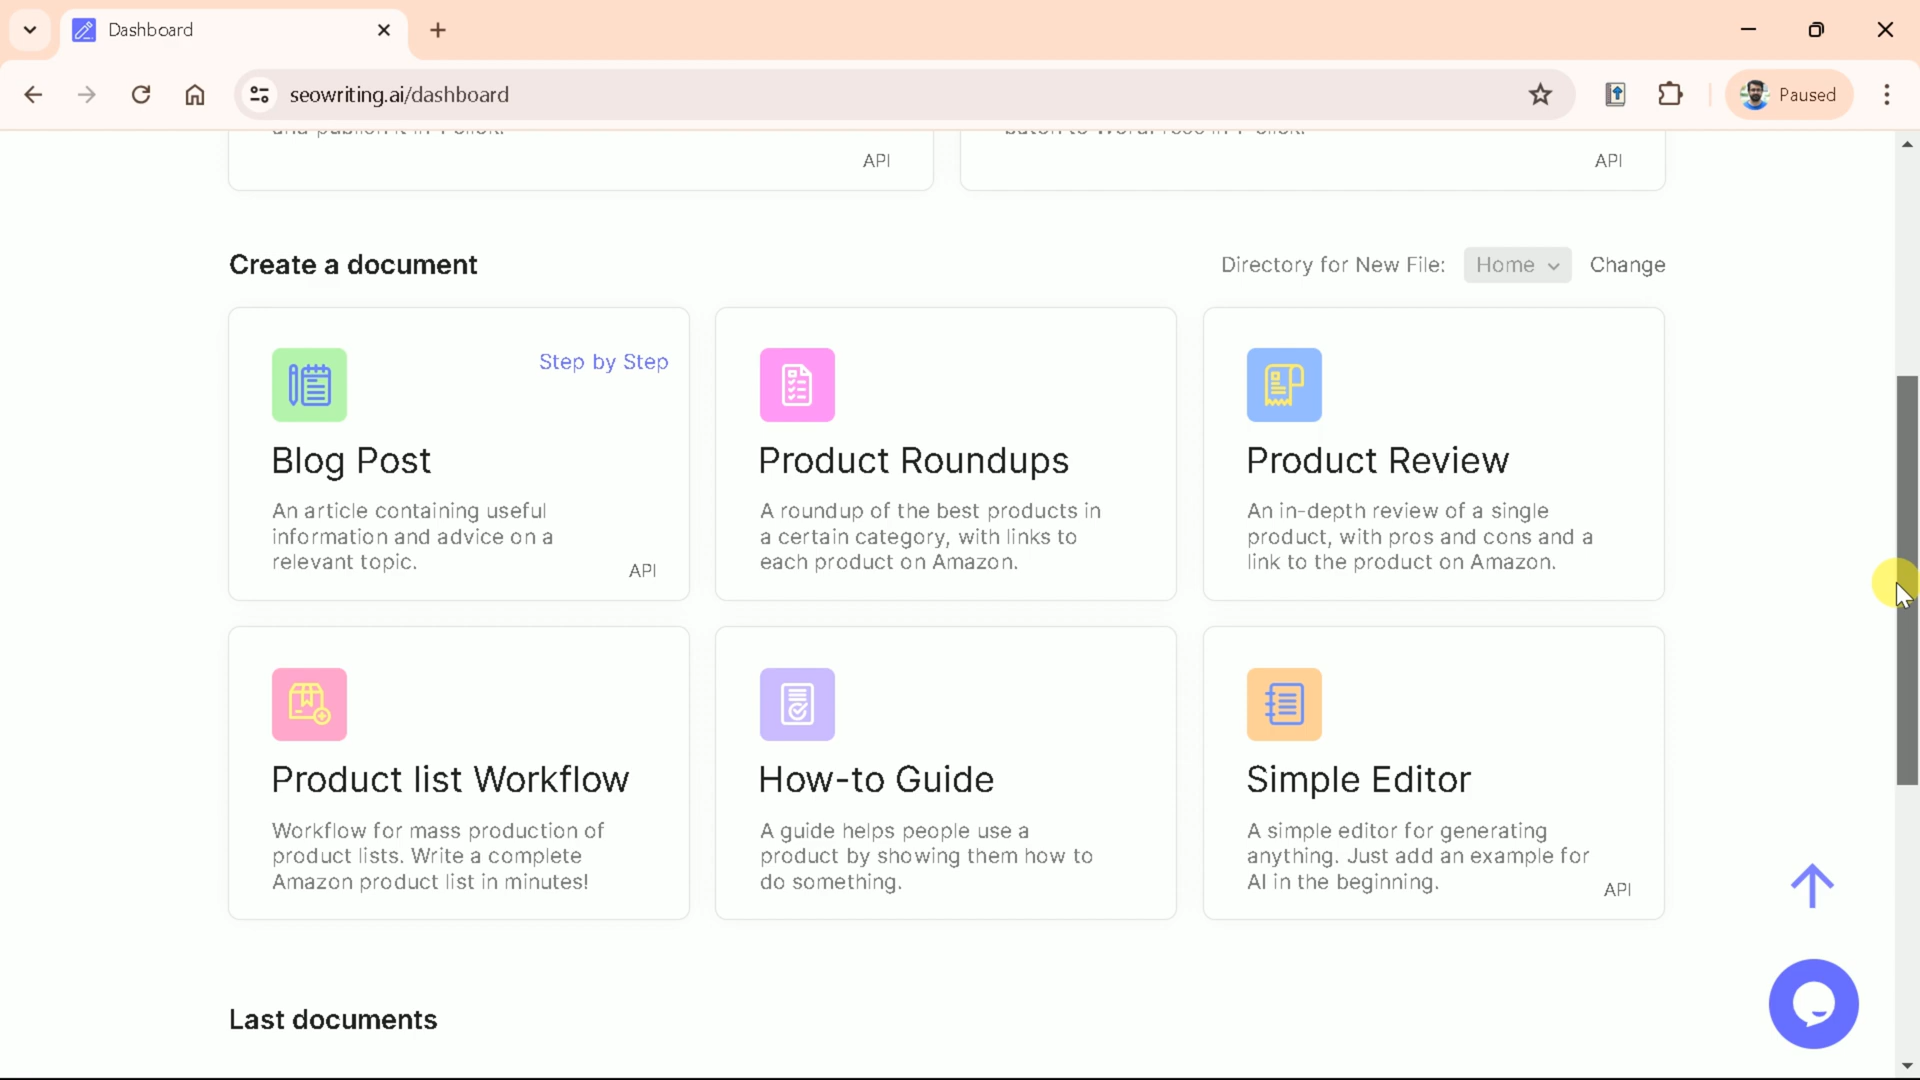 Dashboard
seowriting.ai/dashboard
Paused
API
API
Create a document
Directory for New File:
Home
Change
Step by Step
Blog Post
An article containing useful
information and advice on a
relevant topic.
API
Product Roundups
A roundup of the best products in
a certain category, with links to
each product on Amazon.
Product Review
An in-depth review of a single
product, with pros and cons and a
link to the product on Amazon.
Product list Workflow
Workflow for mass production of
product lists. Write a complete
Amazon product list in minutes!
How-to Guide
A guide helps people use a
product by showing them how to
do something.
Simple Editor
A simple editor for generating
anything. Just add an example for
AI in the beginning.
API
Last documents